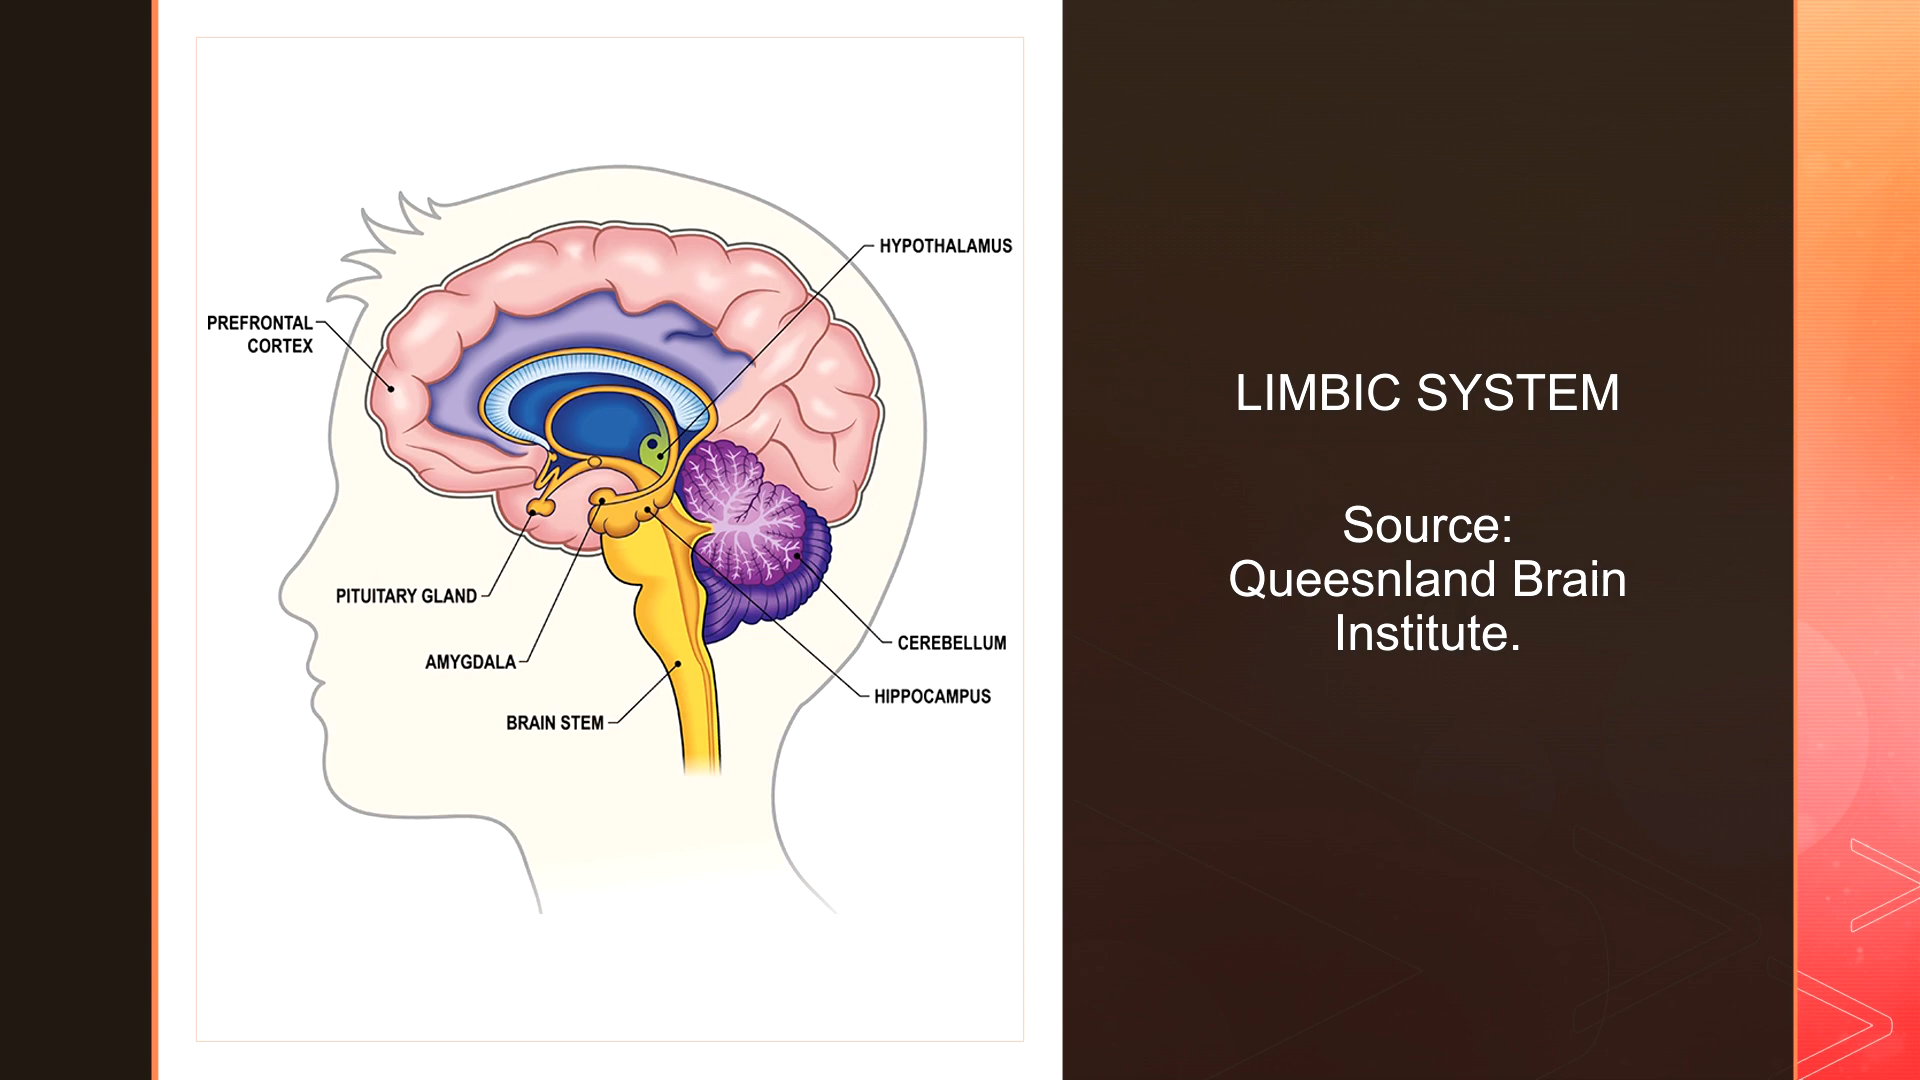 HYPOTHALAMUS
PREFRONTAL
CORTEX
PITUITARY GLAND
AMYGDALA
BRAIN STEM
CEREBELLUM
HIPPOCAMPUS
LIMBIC SYSTEM
Source:
Queesnland Brain
Institute.